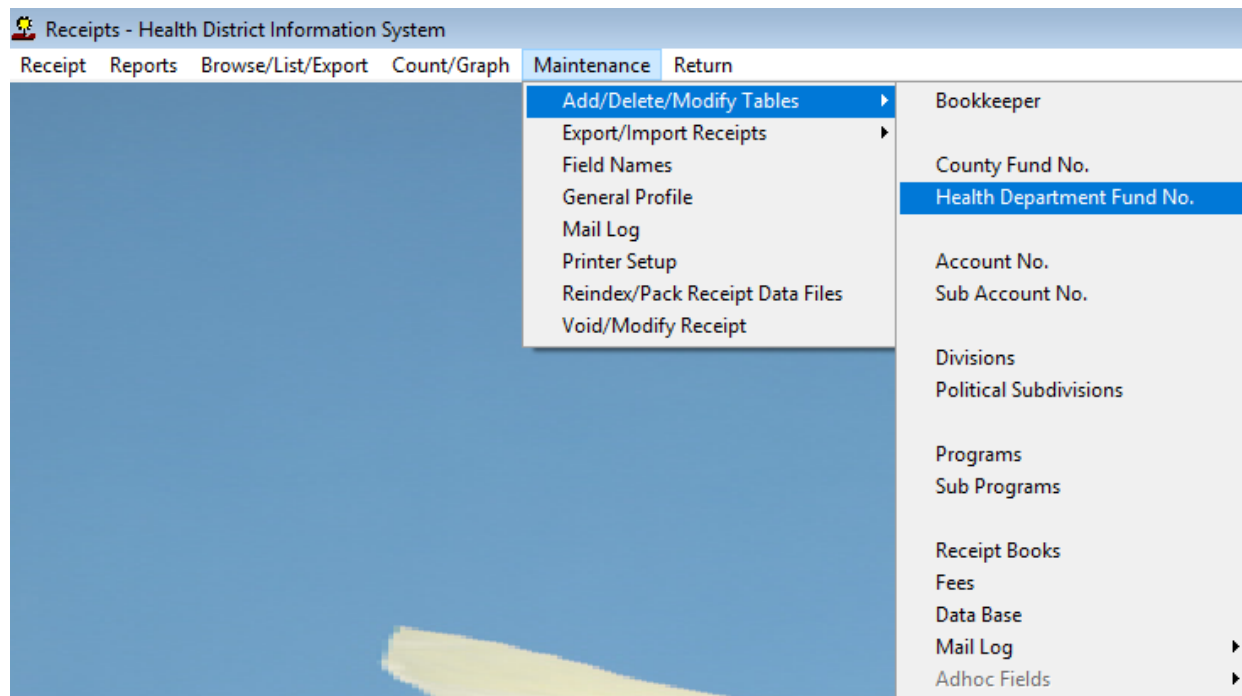 Receipts - Health District Information System
Receipt Reports Browse/List/Export Count/Graph Maintenance Return
Add/Delete/Modify Tables
Export/Import Receipts
Field Names
General Profile
Mail Log
Printer Setup
Reindex/Pack Receipt Data Files
Void/Modify Receipt
Bookkeeper
County Fund No.
Health Department Fund No.
Account No.
Sub Account No.
Divisions
Political Subdivisions
Programs
Sub Programs
Receipt Books
Fees
Data Base
Mail Log
Adhoc Fields